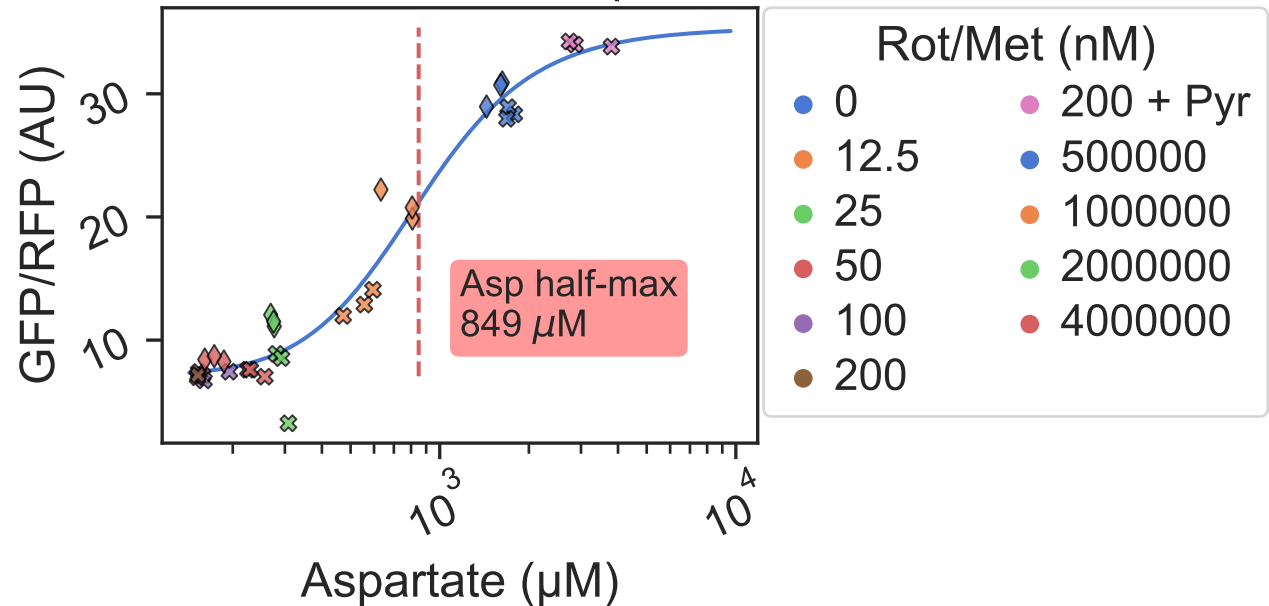 GFP/RFP (AU)
30
20
10
10³
10⁴
Aspartate (µM)
Asp half-max
849 µM
Rot/Met (nM)
0
12.5
25
50
100
200
200 + Pyr
500000
1000000
2000000
4000000